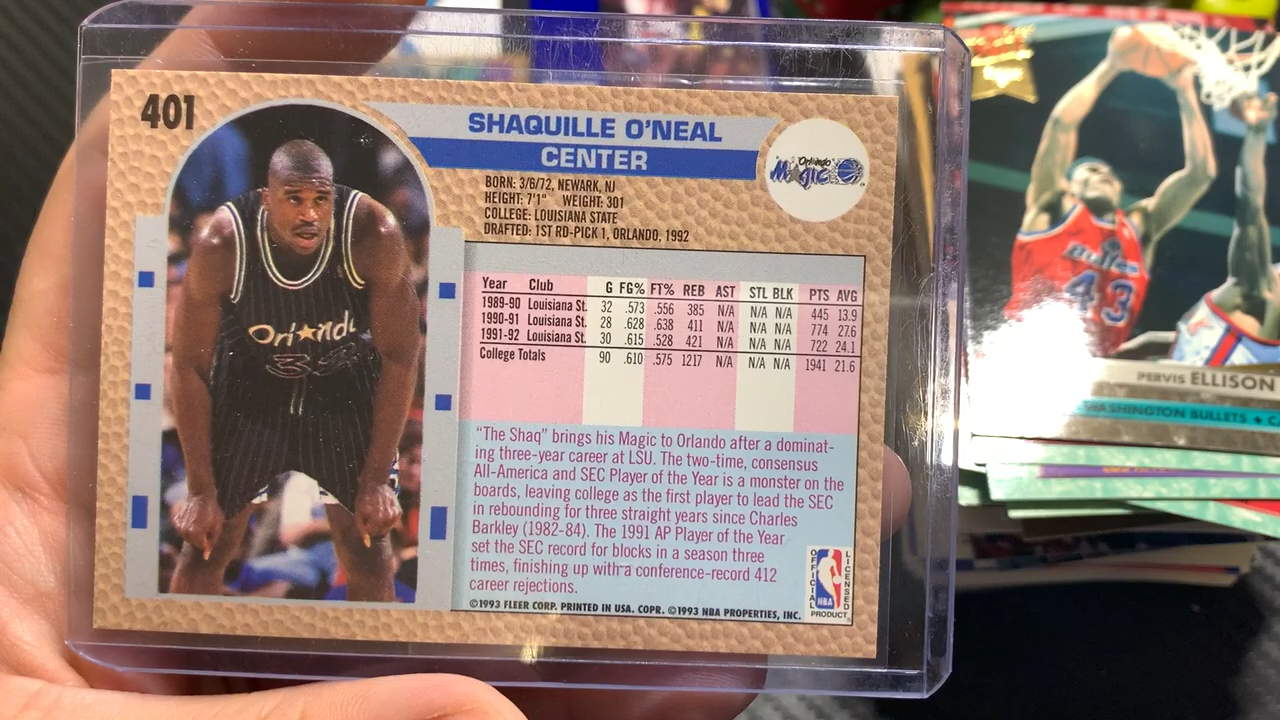 401
SHAQUILLE O'NEAL
CENTER
Orlando
Magic
BORN: 3/6/72, NEWARK, NJ
HEIGHT: 7'1" WEIGHT: 301
COLLEGE: LOUISIANA STATE
DRAFTED: 1ST RD-PICK 1, ORLANDO, 1992
Year Club G FG% FT% REB AST STL BLK PTS AVG
1989-90 Louisiana St. 32 .573 .556 385 N/A N/A N/A 445 13.9
1990-91 Louisiana St. 28 .628 .638 411 N/A N/A N/A 774 27.6
1991-92 Louisiana St. 30 .615 .528 421 N/A N/A N/A 722 24.1
College Totals 90 .610 .575 1217 N/A N/A N/A 1941 21.6
"The Shaq" brings his Magic to Orlando after a dominat-
ing three-year career at LSU. The two-time, consensus
All-America and SEC Player of the Year is a monster on the
boards, leaving college as the first player to lead the SEC
in rebounding for three straight years since Charles
Barkley (1982-84). The 1991 AP Player of the Year
set the SEC record for blocks in a season three
times, finishing up with a conference-record 412
career rejections.
©1993 FLEER CORP. PRINTED IN USA. COPR. ©1993 NBA PROPERTIES, INC.
OFFICIAL LICENSED
NBA
PRODUCT
Orlando
32
Bullets
43
PERVIS ELLISON
WASHINGTON BULLETS • C